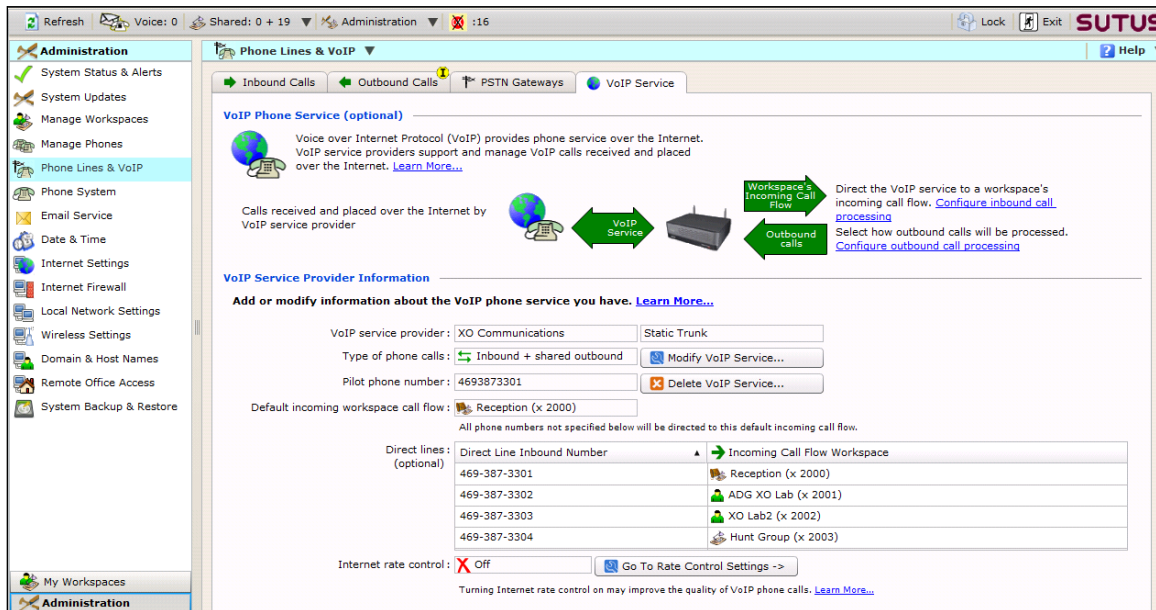 Refresh Voice: 0 Shared: 0 + 19 ▼ Administration ▼ :16 Lock Exit SUTUS
Administration
System Status & Alerts
System Updates
Manage Workspaces
Manage Phones
Phone Lines & VoIP
Phone System
Email Service
Date & Time
Internet Settings
Internet Firewall
Local Network Settings
Wireless Settings
Domain & Host Names
Remote Office Access
System Backup & Restore
My Workspaces
Administration
Phone Lines & VoIP ▼ Help
Inbound Calls Outbound Calls PSTN Gateways VoIP Service
VoIP Phone Service (optional)
Voice over Internet Protocol (VoIP) provides phone service over the Internet.
VoIP service providers support and manage VoIP calls received and placed
over the Internet. Learn More...
Calls received and placed over the Internet by
VoIP service provider
VoIP
Service
Workspace's
Incoming Call
Flow
Outbound
calls
Direct the VoIP service to a workspace's
incoming call flow. Configure inbound call
processing
Select how outbound calls will be processed.
Configure outbound call processing
VoIP Service Provider Information
Add or modify information about the VoIP phone service you have. Learn More...
VoIP service provider: XO Communications Static Trunk
Type of phone calls: Inbound + shared outbound Modify VoIP Service...
Pilot phone number: 4693873301 Delete VoIP Service...
Default incoming workspace call flow: Reception (x 2000)
All phone numbers not specified below will be directed to this default incoming call flow.
Direct lines:
(optional)
Direct Line Inbound Number ▲ Incoming Call Flow Workspace
469-387-3301 Reception (x 2000)
469-387-3302 ADG XO Lab (x 2001)
469-387-3303 XO Lab2 (x 2002)
469-387-3304 Hunt Group (x 2003)
Internet rate control: Off Go To Rate Control Settings ->
Turning Internet rate control on may improve the quality of VoIP phone calls. Learn More...